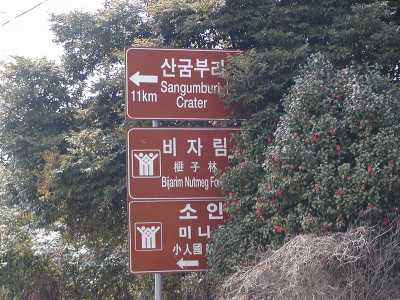 산굼부리
11km
Sangumburi
Crater
비자림
榧子林
Bijarim Nutmeg
소인
미니
小人國